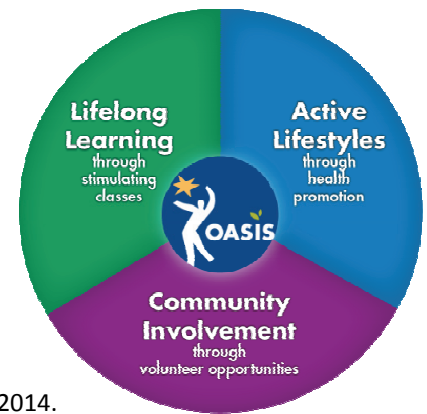 Lifelong
Learning
through
stimulating
classes
Active
Lifestyles
through
health
promotion
OASIS
Community
Involvement
through
volunteer opportunities
2014.